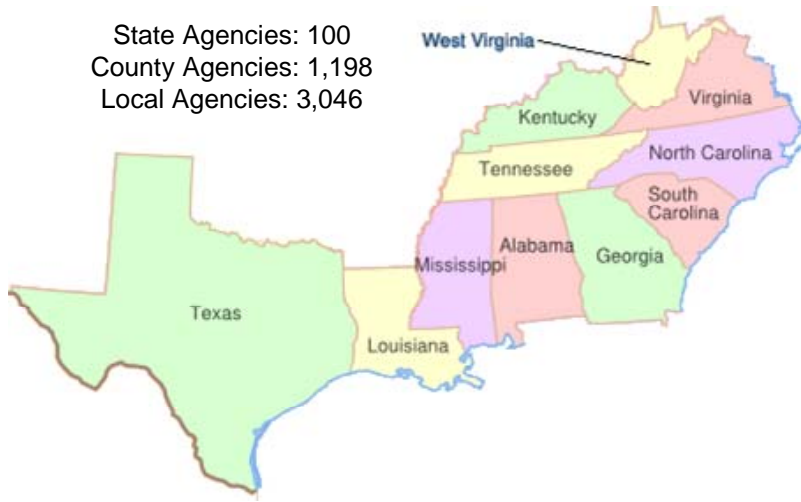 State Agencies: 100
County Agencies: 1,198
Local Agencies: 3,046
West Virginia
Virginia
Kentucky
North Carolina
Tennessee
South
Carolina
Alabama
Georgia
Mississippi
Texas
Louisiana